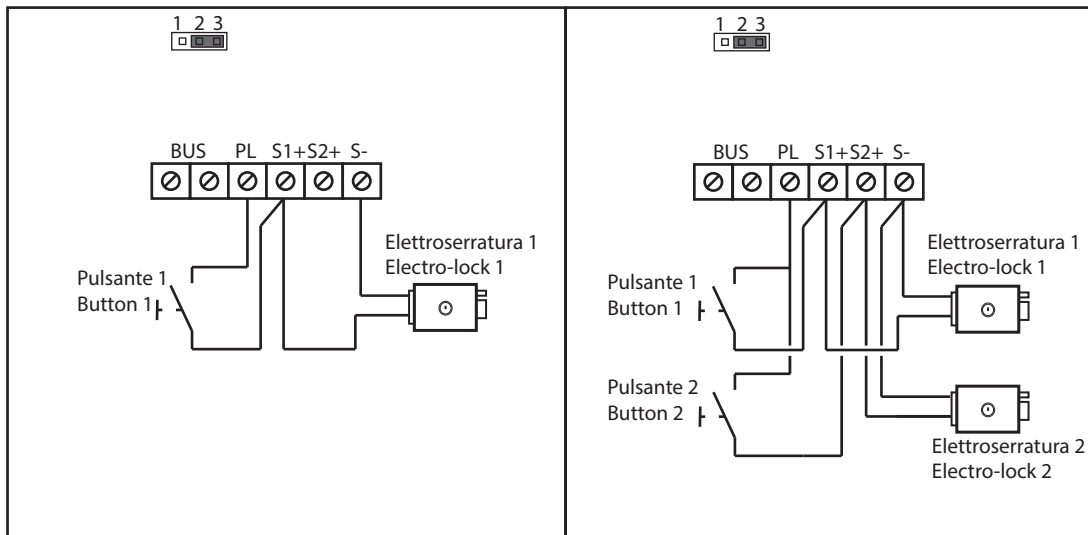 1 2 3
BUS PL S1+ S2+ S-
Elettroserratura 1
Electro-lock 1
Pulsante 1
Button 1
1 2 3
BUS PL S1+ S2+ S-
Elettroserratura 1
Electro-lock 1
Pulsante 1
Button 1
Pulsante 2
Button 2
Elettroserratura 2
Electro-lock 2